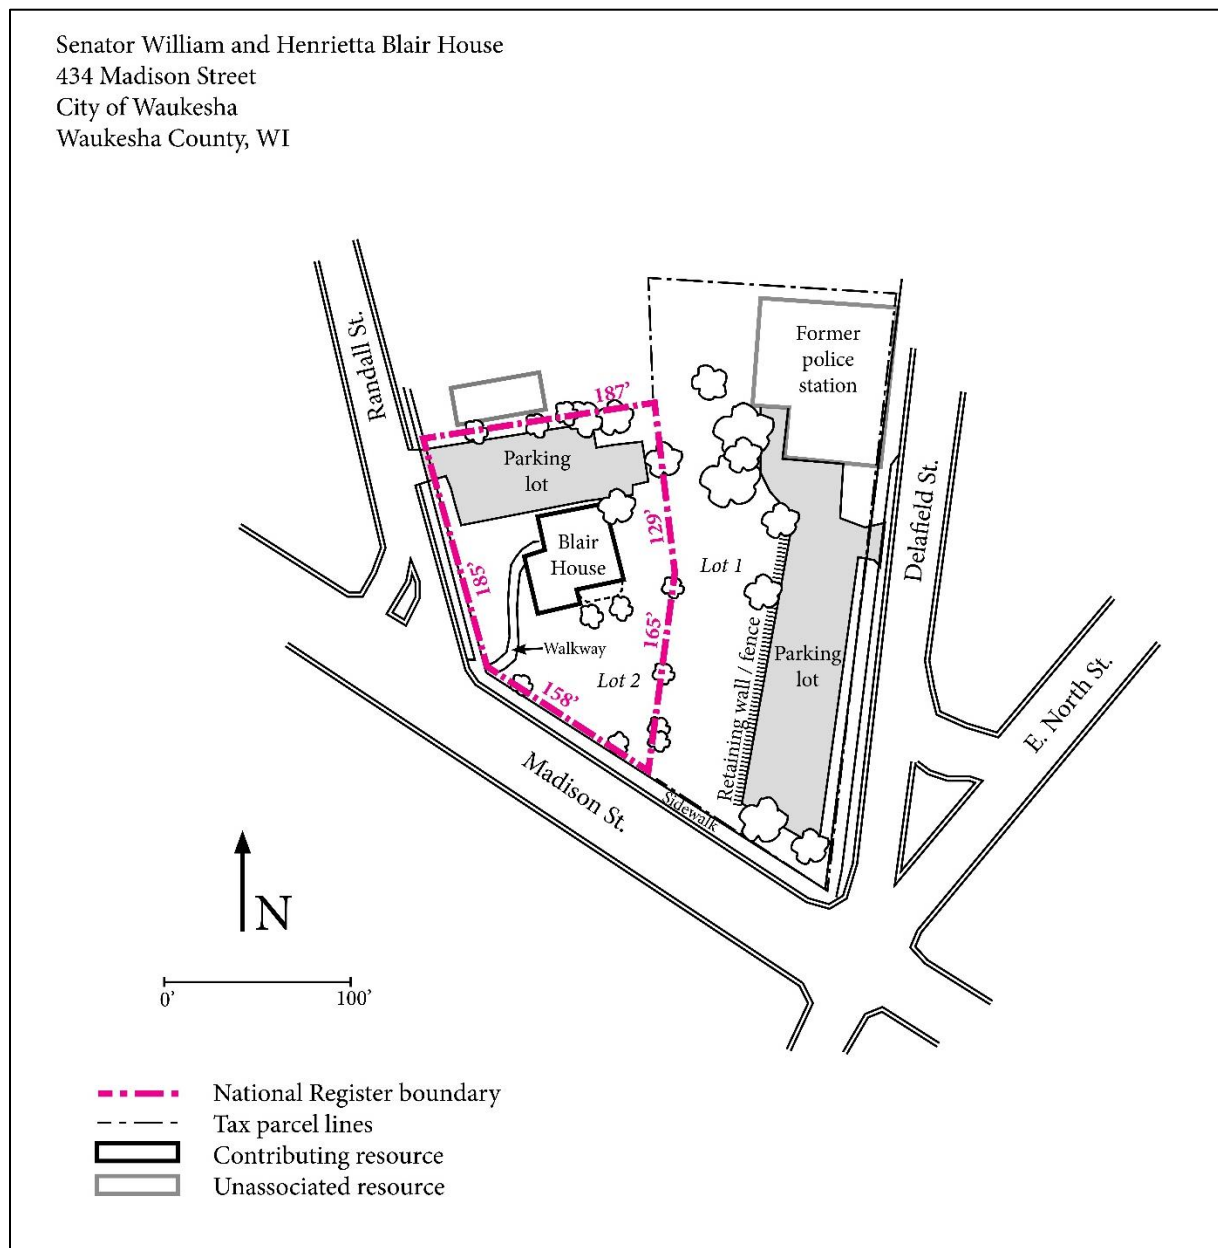 Senator William and Henrietta Blair House
434 Madison Street
City of Waukesha
Waukesha County, WI
Randall St.
187'
Former
police
station
Parking
lot
129'
Blair
House
Lot 1
Delafield St.
185'
165'
Walkway
Lot 2
158'
Retaining wall / fence
Parking
lot
E. North St.
Madison St.
Sidewalk
N
0'
100'
National Register boundary
Tax parcel lines
Contributing resource
Unassociated resource